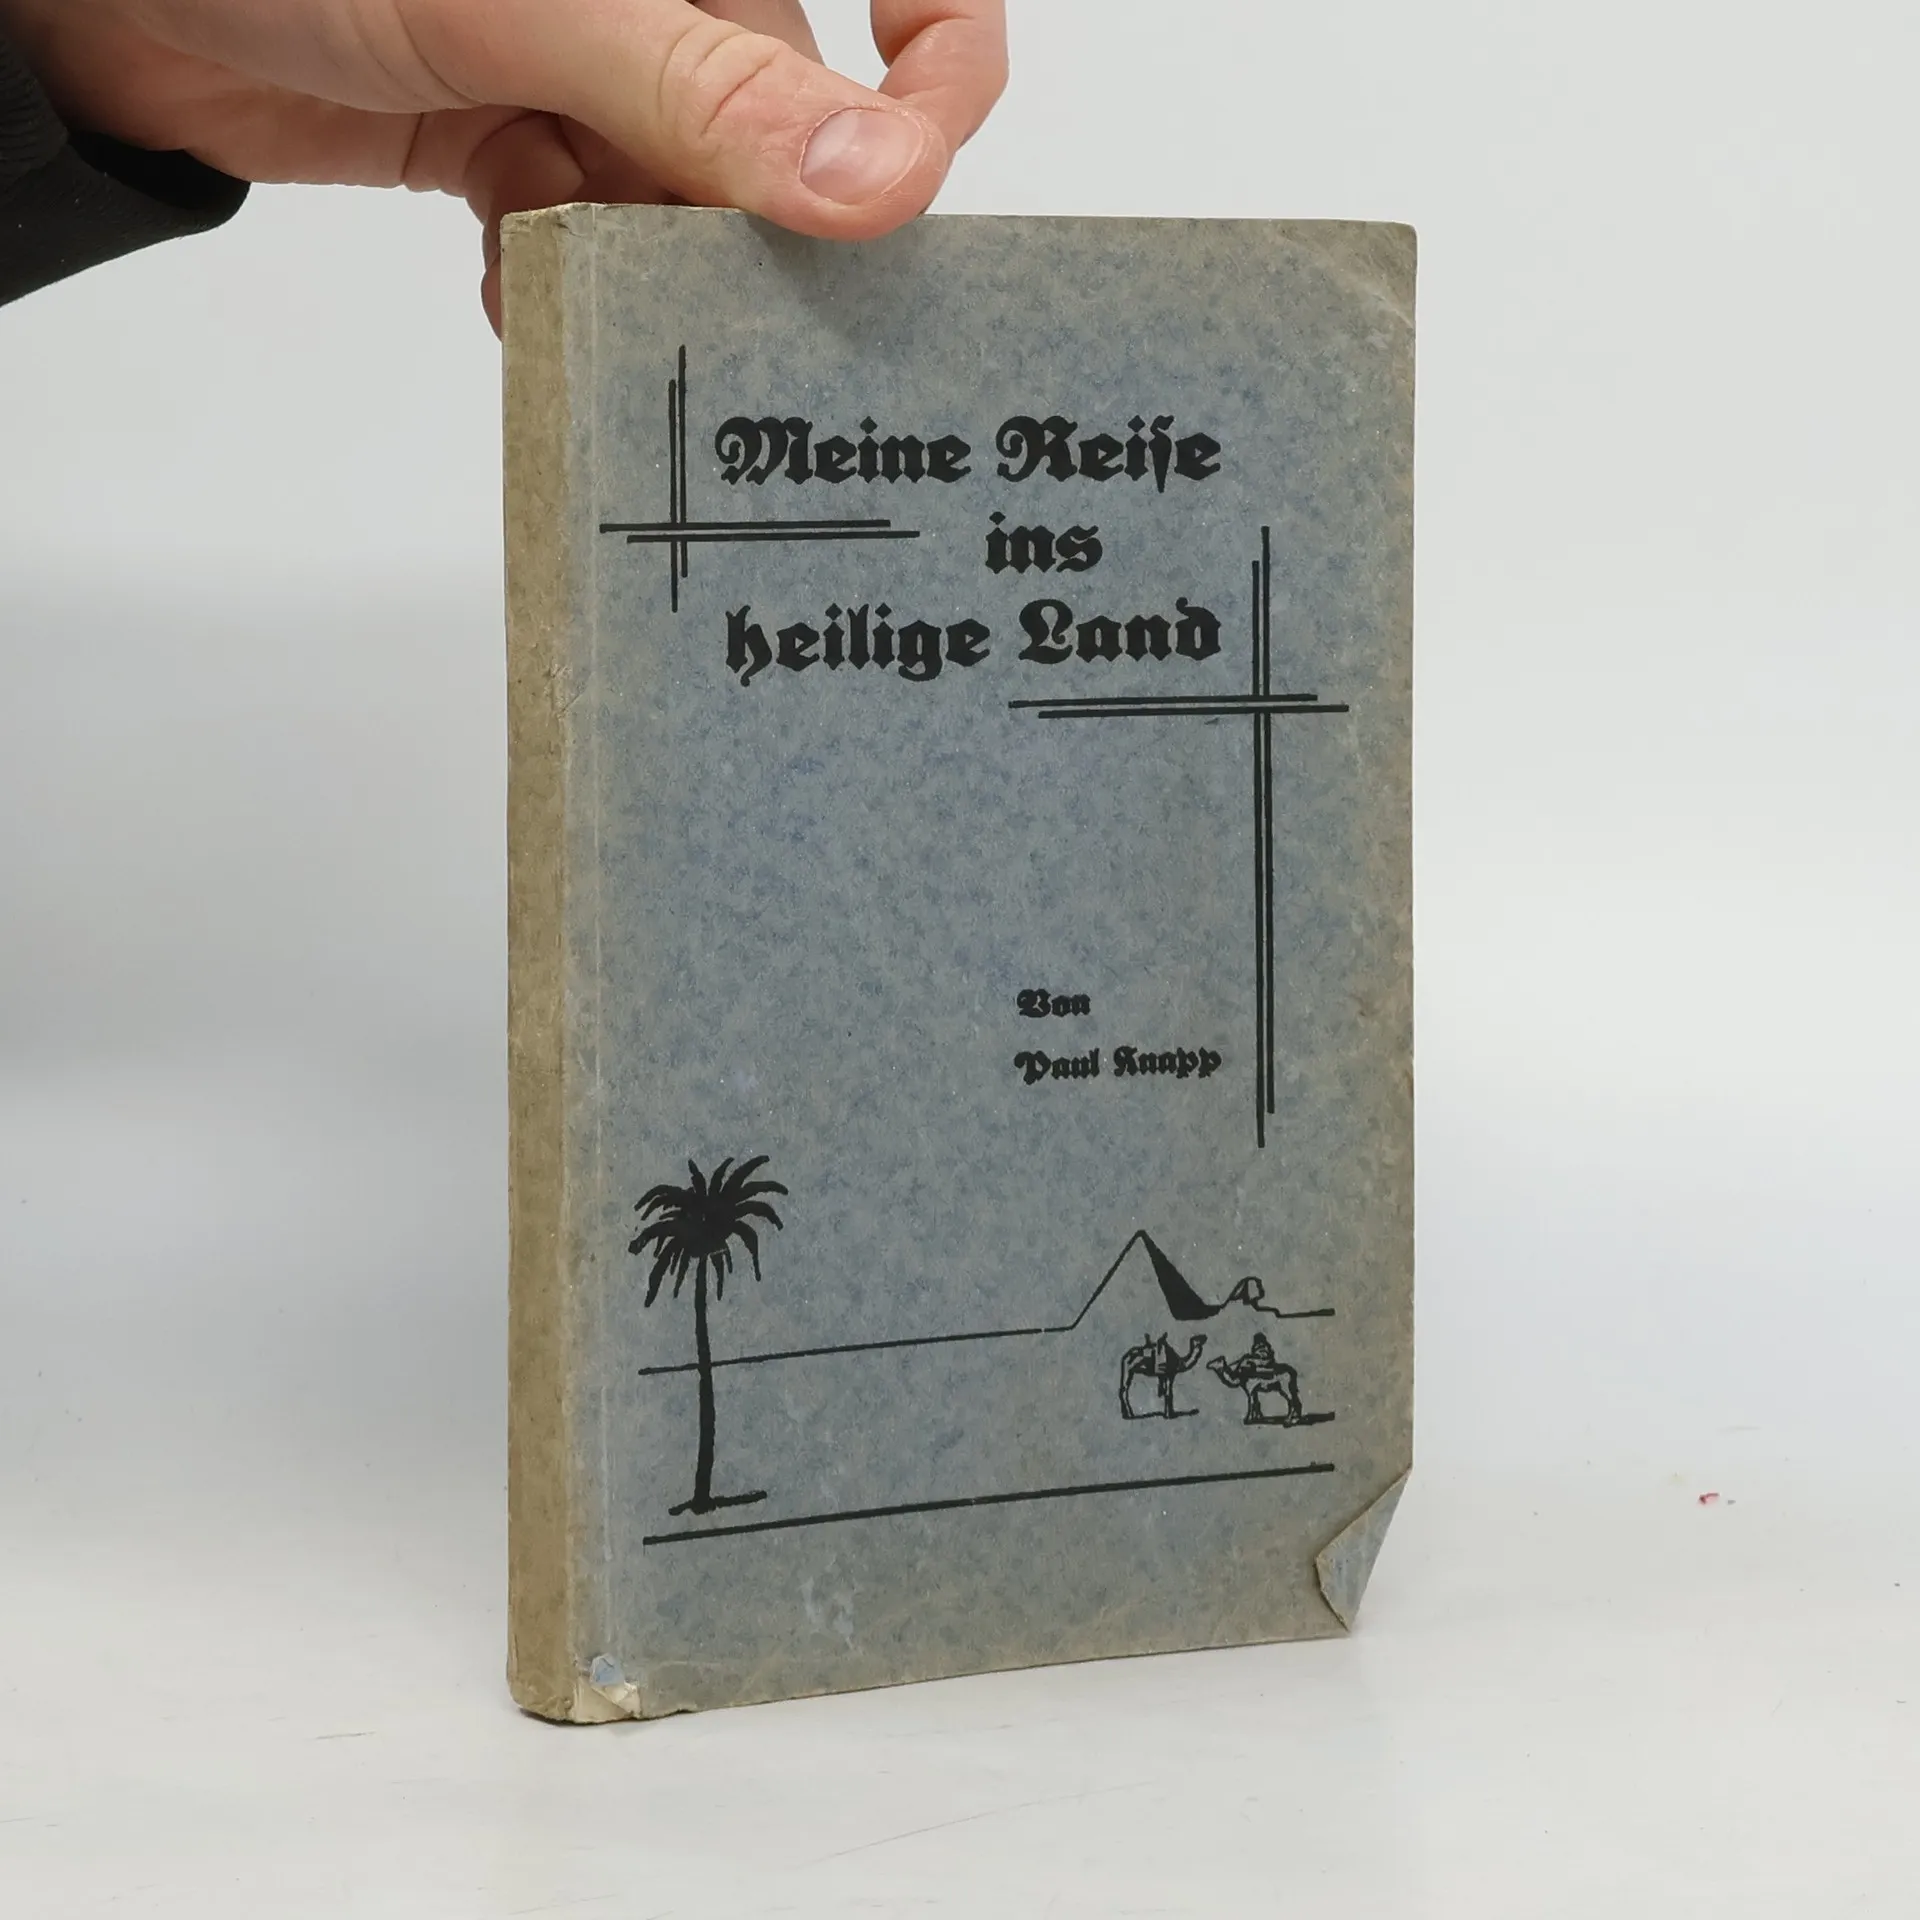 Meine Reiſe
ins
heilige Land
Von
Paul Knapp